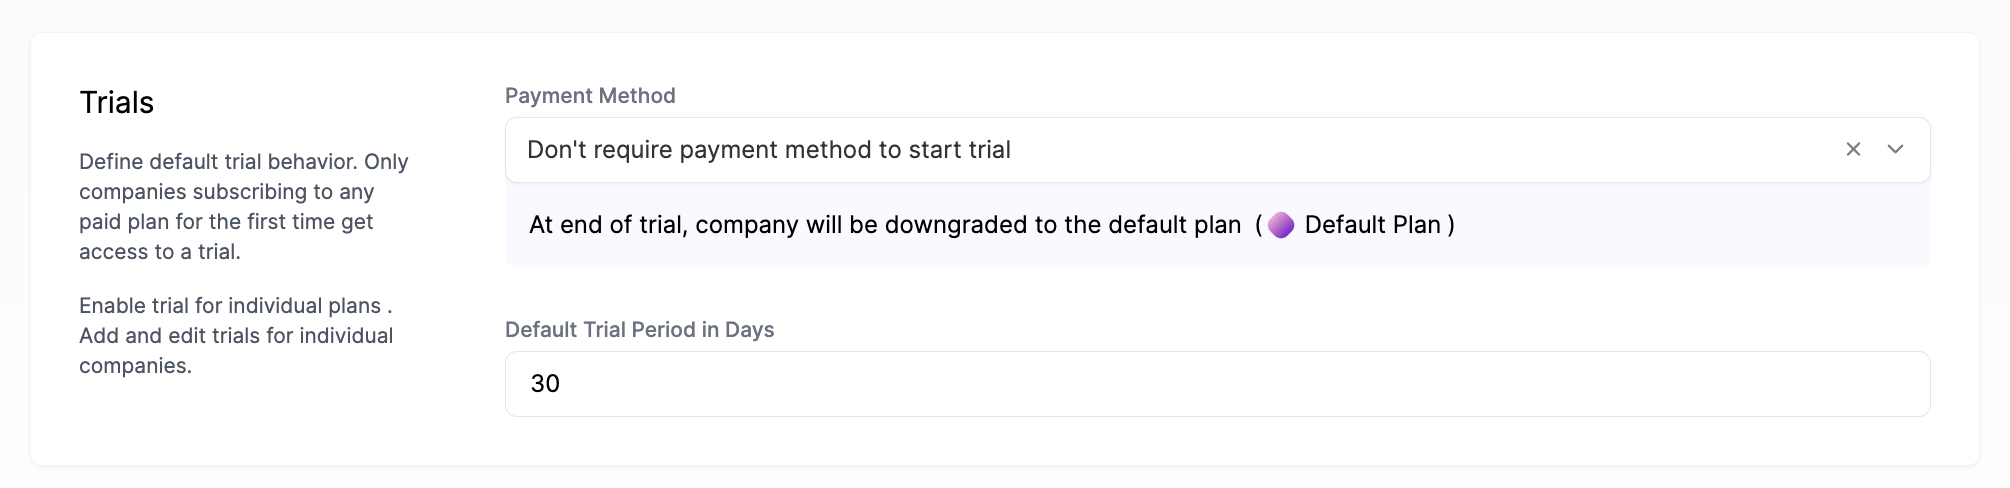 Trials
Define default trial behavior. Only
companies subscribing to any
paid plan for the first time get
access to a trial.
Enable trial for individual plans .
Add and edit trials for individual
companies.
Payment Method
Don't require payment method to start trial
At end of trial, company will be downgraded to the default plan ( Default Plan )
Default Trial Period in Days
30